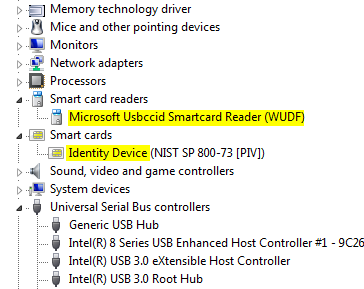 Memory technology driver
Mice and other pointing devices
Monitors
Network adapters
Processors
Smart card readers
Microsoft Usbccid Smartcard Reader (WUDF)
Smart cards
Identity Device (NIST SP 800-73 [PIV])
Sound, video and game controllers
System devices
Universal Serial Bus controllers
Generic USB Hub
Intel(R) 8 Series USB Enhanced Host Controller #1 - 9C26
Intel(R) USB 3.0 eXtensible Host Controller
Intel(R) USB 3.0 Root Hub